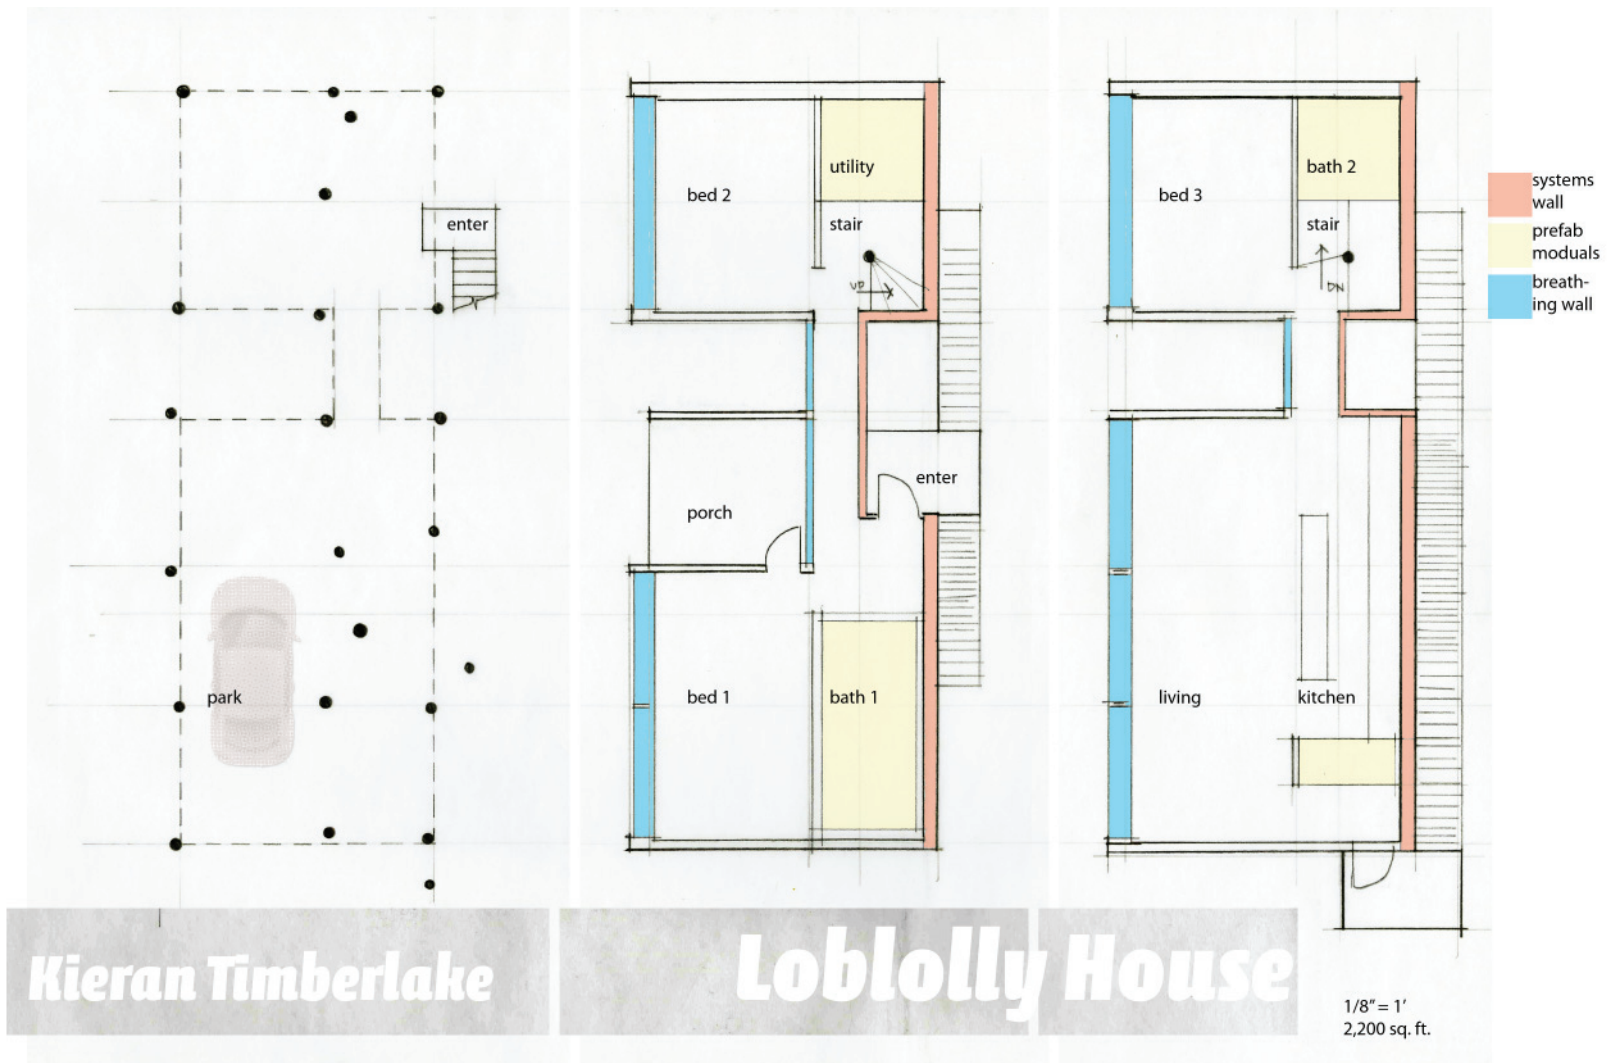 enter
park
bed 2
utility
stair
UP
enter
porch
bed 1
bath 1
bed 3
bath 2
stair
DN
living
kitchen
systems
wall
prefab
moduals
breath-
ing wall
Kieran Timberlake
Loblolly House
1/8” = 1’
2,200 sq. ft.